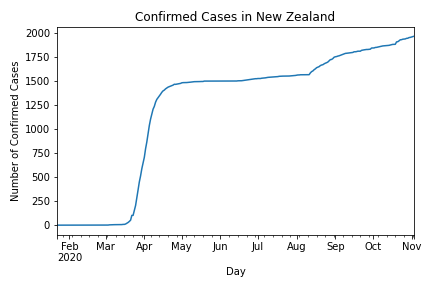 Confirmed Cases in New Zealand
Number of Confirmed Cases
2000
1750
1500
1250
1000
750
500
250
0
Feb Mar Apr May Jun Jul Aug Sep Oct Nov
2020
Day